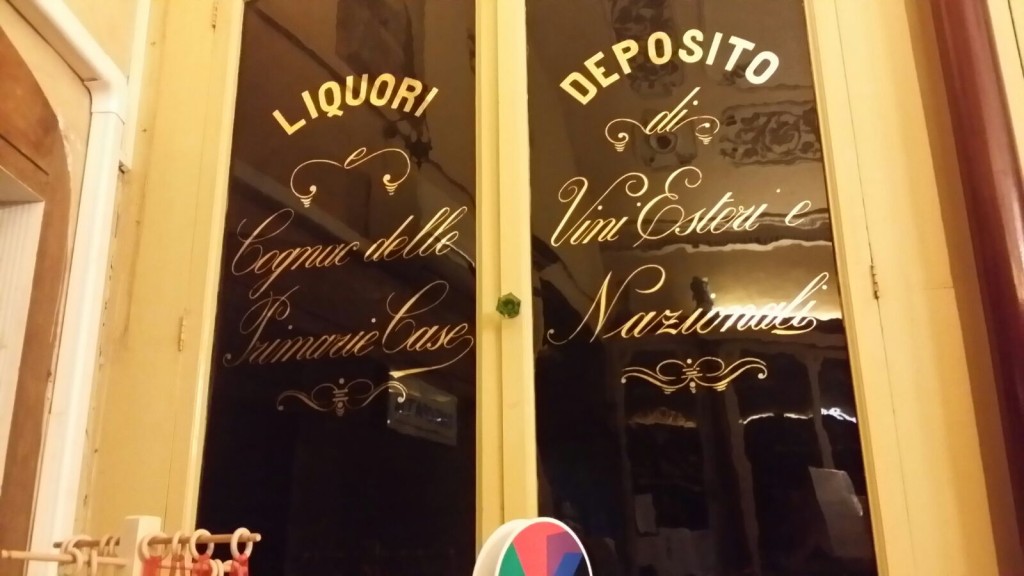 LIQUORI
e
Cognac delle
Primarie Case
DEPOSITO
di
Vini Esteri e
Nazionali